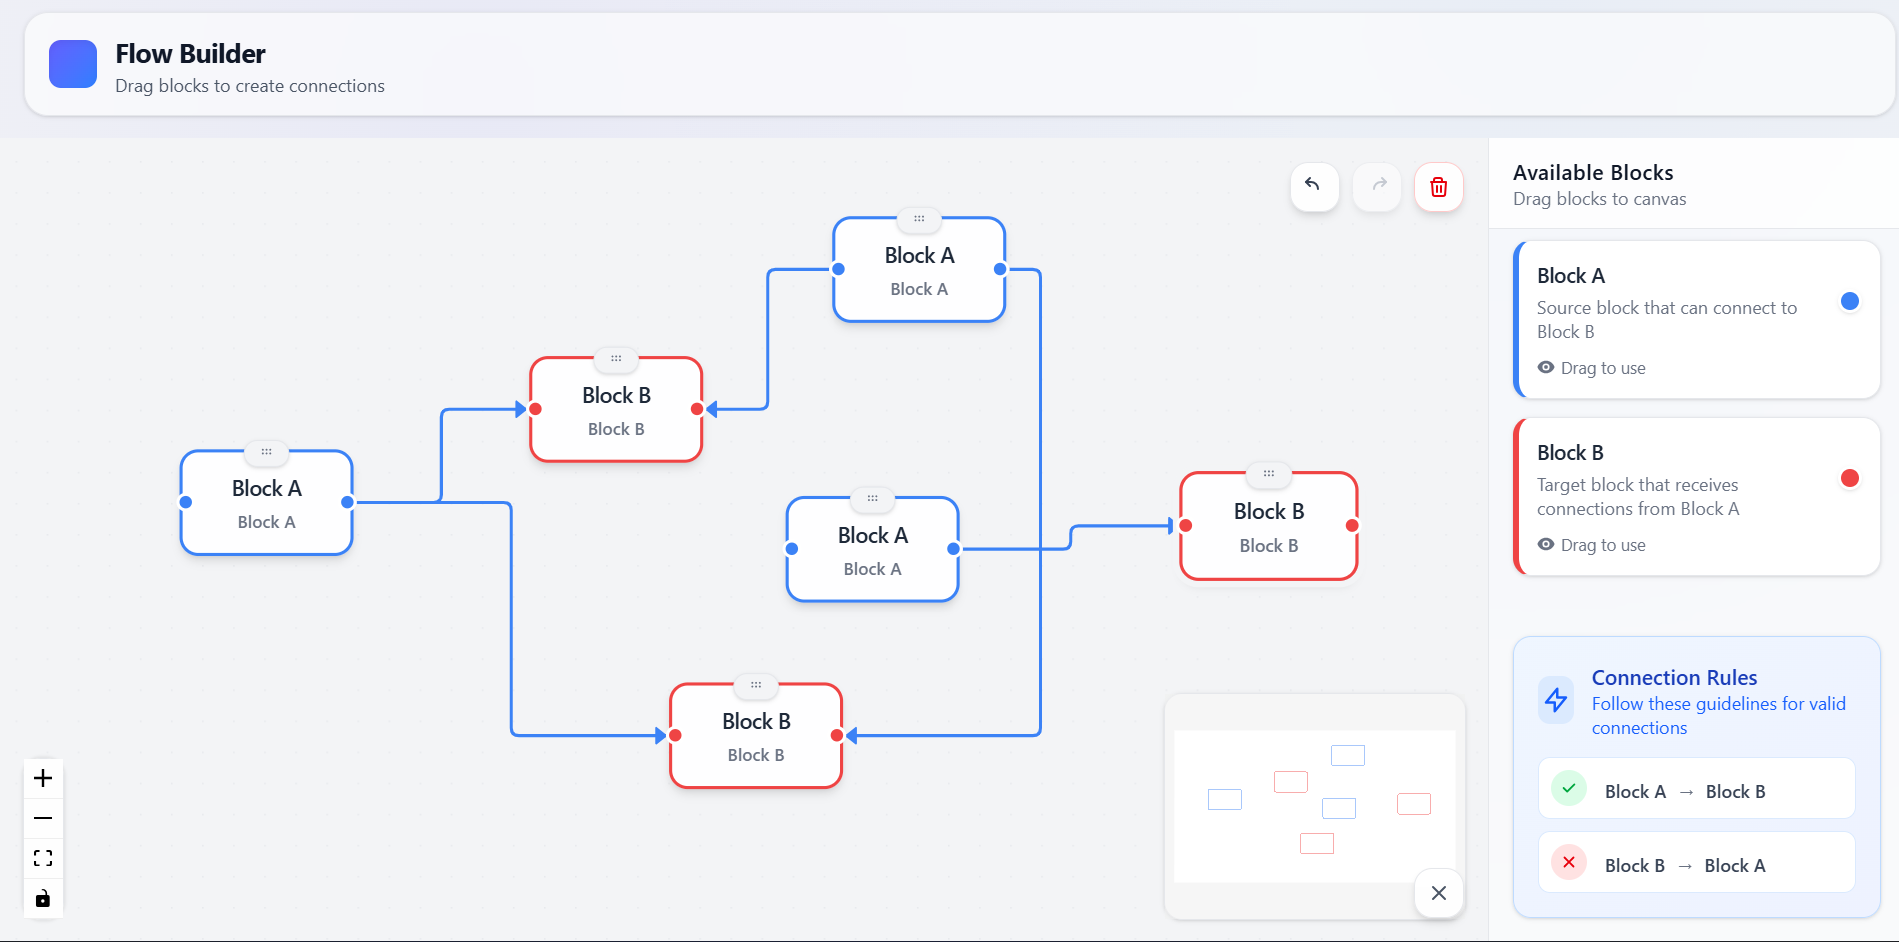 Flow Builder
Drag blocks to create connections
Block A
Block A
Block B
Block B
Block A
Block A
Block A
Block A
Block B
Block B
Block B
Block B
Available Blocks
Drag blocks to canvas
Block A
Source block that can connect to
Block B
Drag to use
Block B
Target block that receives
connections from Block A
Drag to use
Connection Rules
Follow these guidelines for valid
connections
Block A → Block B
Block B → Block A